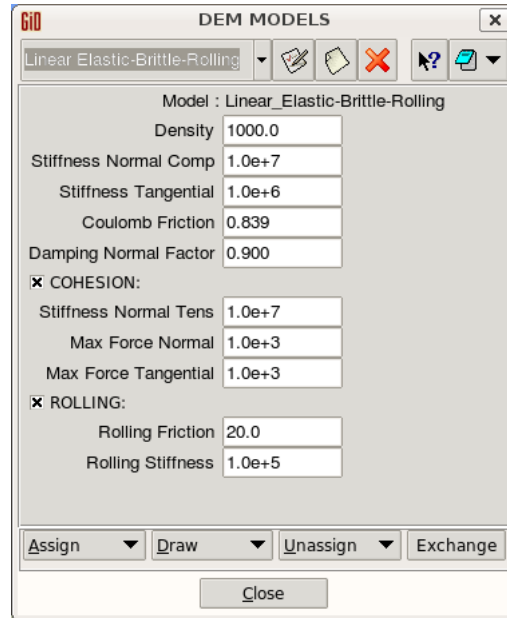 GiD
DEM MODELS
Linear Elastic-Brittle-Rolling
Model : Linear_Elastic-Brittle-Rolling
Density 1000.0
Stiffness Normal Comp 1.0e+7
Stiffness Tangential 1.0e+6
Coulomb Friction 0.839
Damping Normal Factor 0.900
COHESION:
Stiffness Normal Tens 1.0e+7
Max Force Normal 1.0e+3
Max Force Tangential 1.0e+3
ROLLING:
Rolling Friction 20.0
Rolling Stiffness 1.0e+5
Assign Draw Unassign Exchange
Close